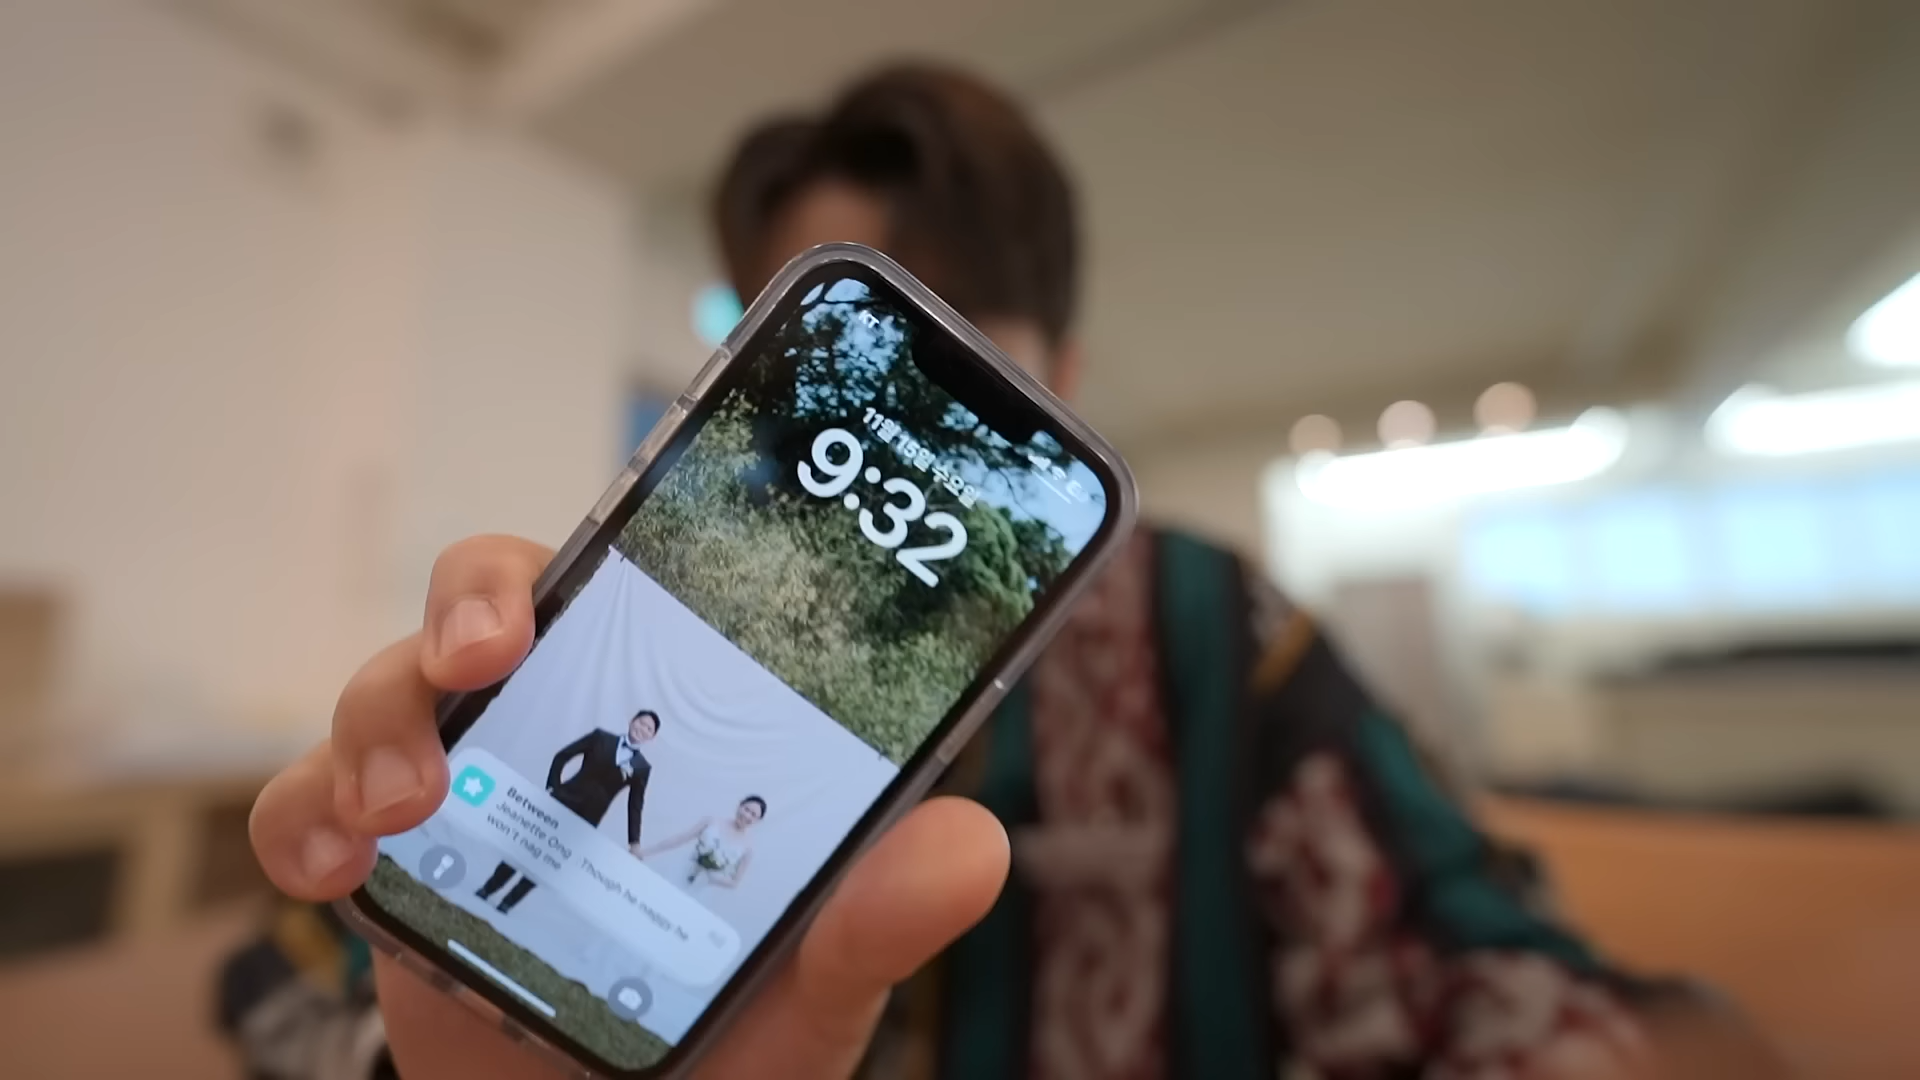 KT
11월 15일 수요일
9:32
Between
Jeanette Ong : Though he naggy he
won't nag me